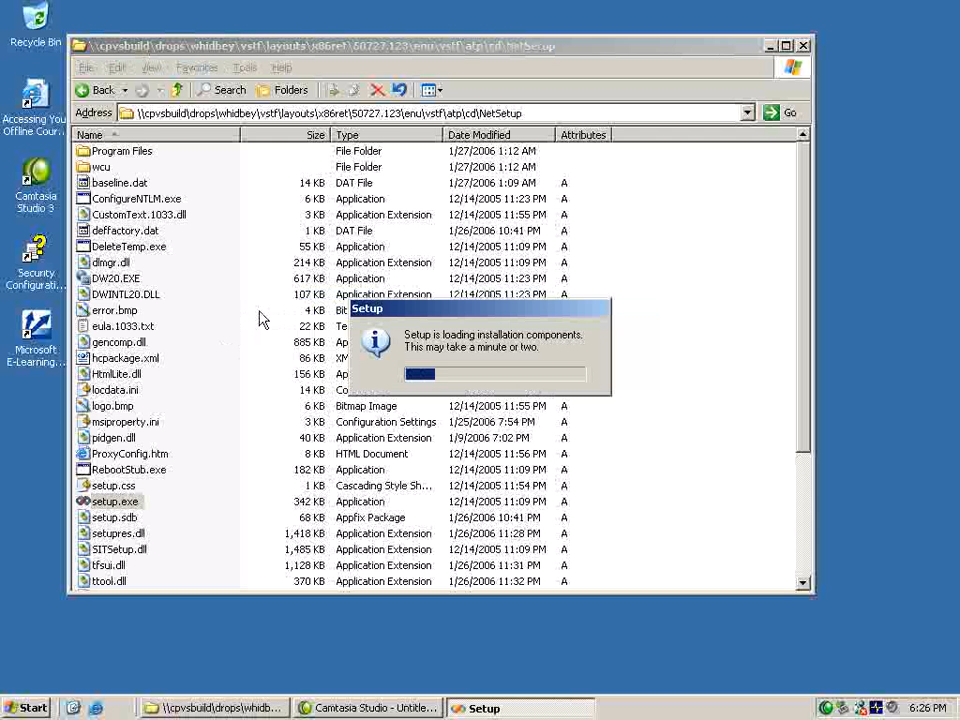 Recycle Bin
Accessing You
Offline Cour...
Camtasia
Studio 3
Security
Configurati...
Microsoft
E-Learning...
\\cpvsbuild\drops\whidbey\vstf\layouts\x86ret\50727.123\enu\vstf\atp\cd\NetSetup
File Edit View Favorites Tools Help
Back Search Folders
Address \\cpvsbuild\drops\whidbey\vstf\layouts\x86ret\50727.123\enu\vstf\atp\cd\NetSetup Go
Name Size Type Date Modified Attributes
Program Files File Folder 1/27/2006 1:12 AM
wcu File Folder 1/27/2006 1:12 AM
baseline.dat 14 KB DAT File 1/27/2006 1:09 AM A
ConfigureNTLM.exe 6 KB Application 12/14/2005 11:23 PM A
CustomText.1033.dll 3 KB Application Extension 12/14/2005 11:55 PM A
deffactory.dat 1 KB DAT File 1/26/2006 10:41 PM A
DeleteTemp.exe 55 KB Application 12/14/2005 11:09 PM A
dlmgr.dll 214 KB Application Extension 12/14/2005 11:23 PM A
DW20.EXE 617 KB Application 12/14/2005 11:23 PM A
DWINTL20.DLL 107 KB Application Extension 12/14/2005 11:23 PM A
error.bmp 4 KB Bit
eula.1033.txt 22 KB Te
gencomp.dll 885 KB Ap
hcpackage.xml 86 KB XM
HtmlLite.dll 156 KB Ap
locdata.ini 14 KB Co
logo.bmp 6 KB Bitmap Image 12/14/2005 11:55 PM A
msiproperty.ini 3 KB Configuration Settings 1/25/2006 7:54 PM A
pidgen.dll 40 KB Application Extension 1/9/2006 7:02 PM A
ProxyConfig.htm 8 KB HTML Document 12/14/2005 11:56 PM A
RebootStub.exe 182 KB Application 12/14/2005 11:09 PM A
setup.css 1 KB Cascading Style Sh... 12/14/2005 11:54 PM A
setup.exe 342 KB Application 12/14/2005 11:09 PM A
setup.sdb 68 KB Appfix Package 1/26/2006 10:41 PM A
setupres.dll 1,418 KB Application Extension 1/26/2006 11:28 PM A
SITSetup.dll 1,485 KB Application Extension 12/14/2005 11:09 PM A
tfsui.dll 1,128 KB Application Extension 1/26/2006 11:31 PM A
ttool.dll 370 KB Application Extension 1/26/2006 11:32 PM A
Setup
Setup is loading installation components.
This may take a minute or two.
Start \\cpvsbuild\drops\whidb... Camtasia Studio - Untitle... Setup 6:26 PM